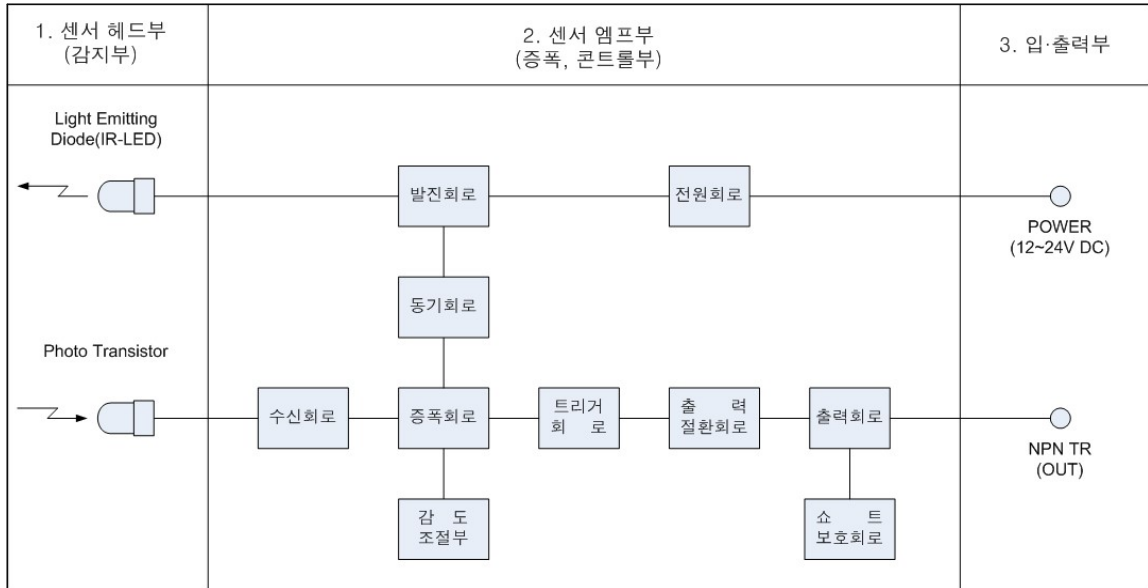 1. 센서 헤드부
(감지부)
2. 센서 엠프부
(증폭, 콘트롤부)
3. 입·출력부
Light Emitting
Diode(IR-LED)
발진회로
전원회로
POWER
(12~24V DC)
동기회로
Photo Transistor
수신회로
증폭회로
트리거
회 로
출 력
절환회로
출력회로
NPN TR
(OUT)
감 도
조절부
쇼 트
보호회로